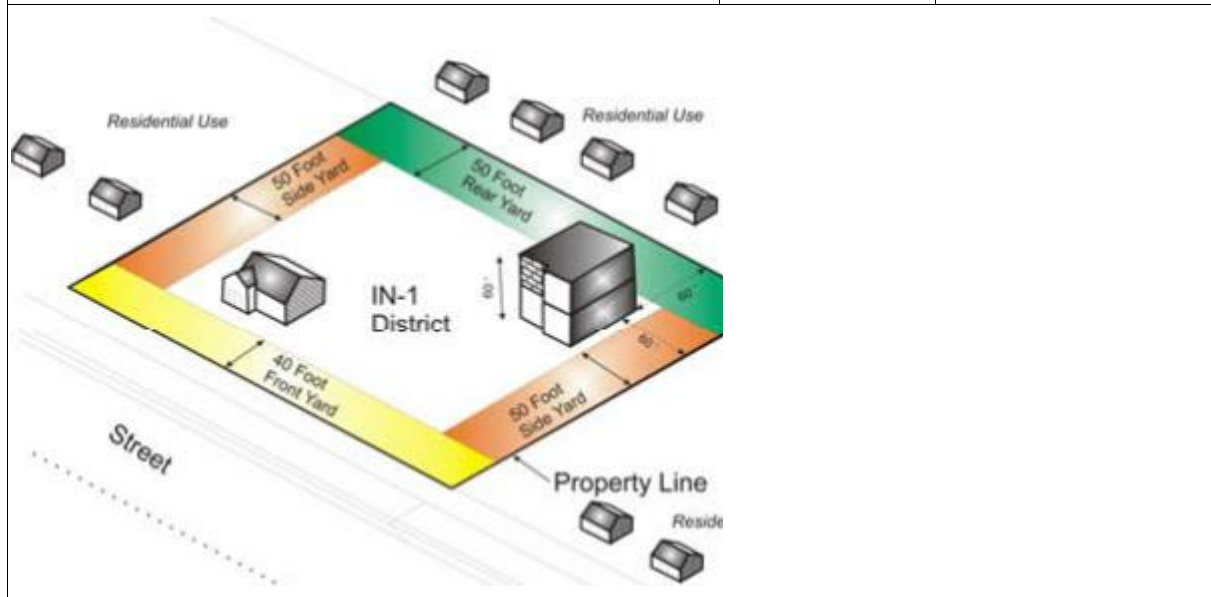 Residential Use
Residential Use
50 Foot
Side Yard
50 Foot
Rear Yard
60 '
IN-1
District
60 '
60 '
40 Foot
Front Yard
50 Foot
Side Yard
Street
Property Line
Reside